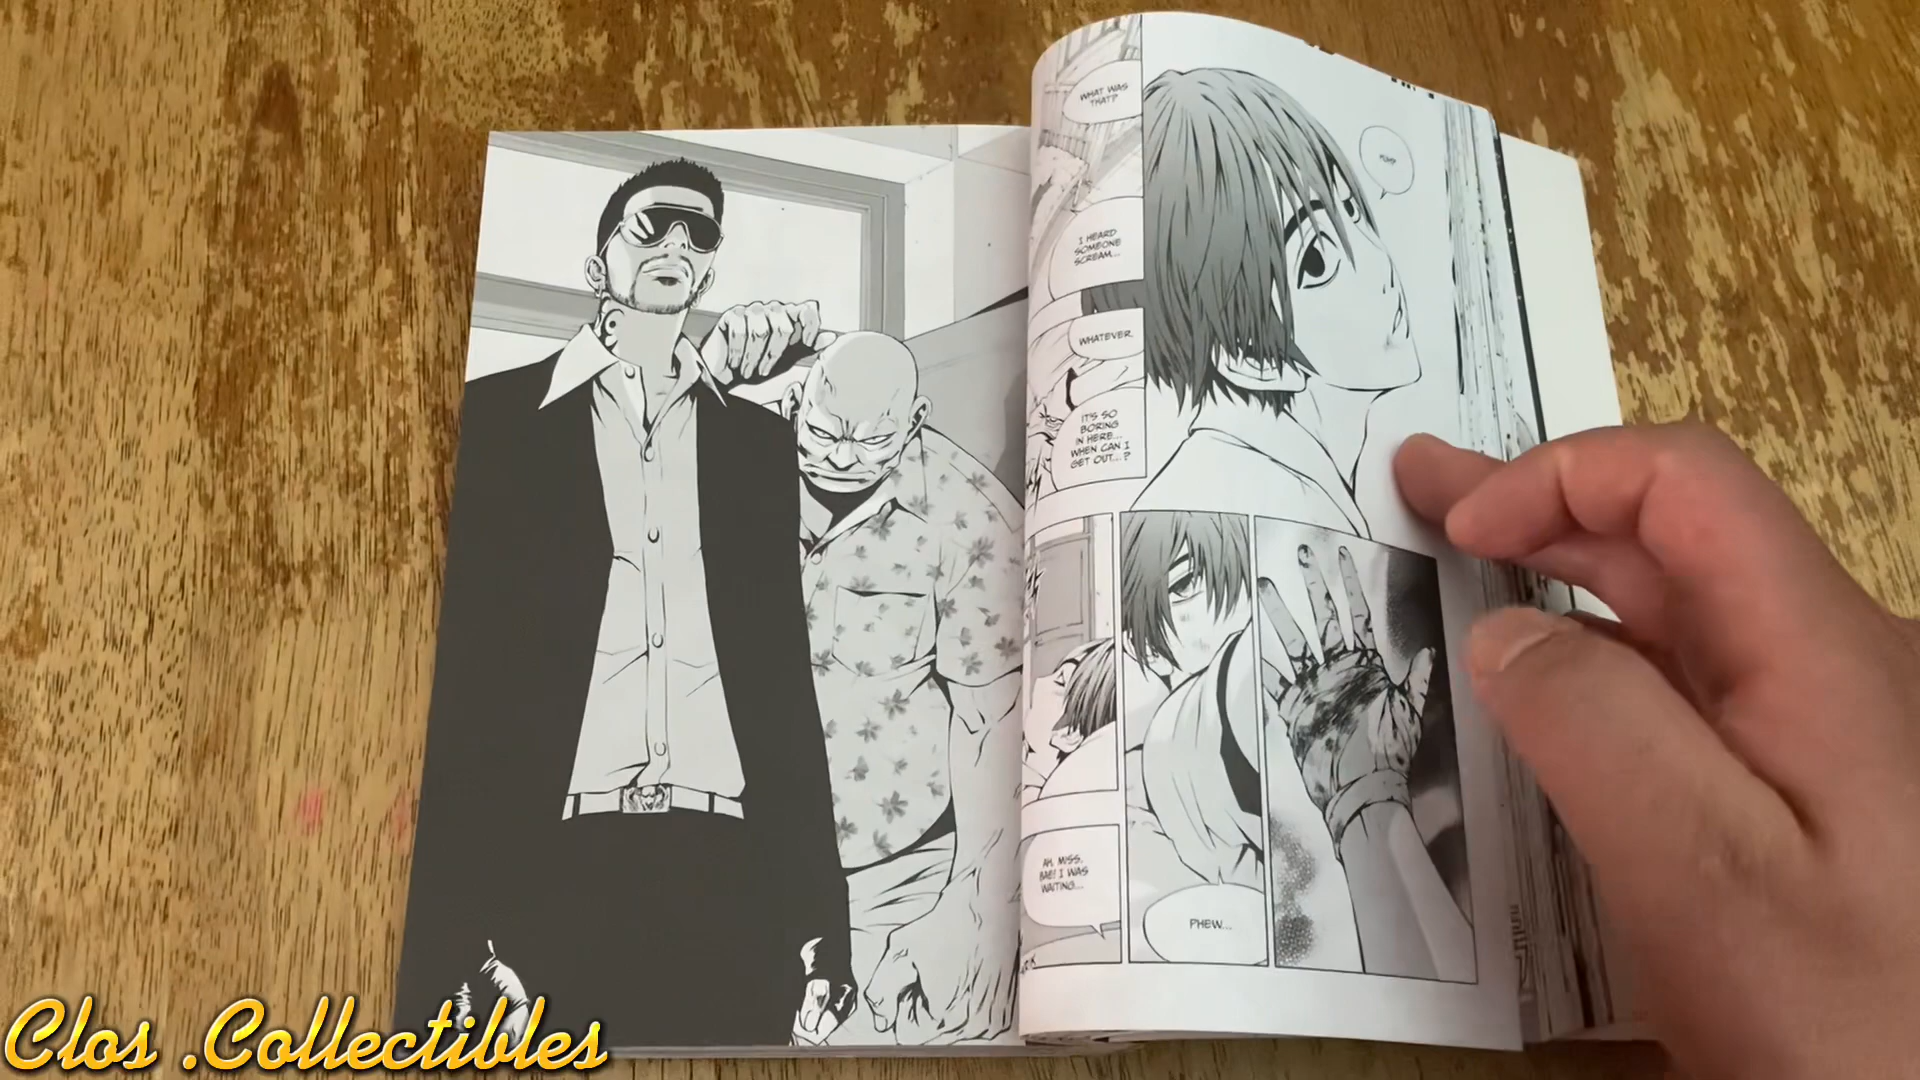 WHAT WAS
THAT?
I HEARD
SOMEONE
SCREAM...
WHATEVER.
IT'S SO
BORING
IN HERE...
WHEN CAN I
GET OUT...?
AH, MISS.
BAE! I WAS
WAITING...
PHEW...
Clos .Collectibles